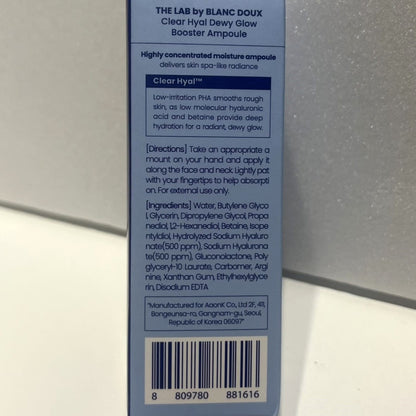 THE LAB by BLANC DOUX
Clear Hyal Dewy Glow
Booster Ampoule
Highly concentrated moisture ampoule
delivers skin spa-like radiance
Clear Hyal™
Low-irritation PHA smooths rough
skin, as low molecular hyaluronic
acid and betaine provide deep
hydration for a radiant, dewy glow.
[Directions] Take an appropriate a
mount on your hand and apply it
along the face and neck. Lightly pat
with your fingertips to help absorpti
on. For external use only.
[Ingredients] Water, Butylene Glyco
l, Glycerin, Dipropylene Glycol, Propa
nediol, 1,2-Hexanediol, Betaine, Isop
entyldiol, Hydrolyzed Sodium Hyaluro
nate(500 ppm), Sodium Hyalurona
te(500 ppm), Gluconolactone, Pol
yglyceryl-10 Laurate, Carbomer, Argi
nine, Xanthan Gum, Ethylhexylglyce
rin, Disodium EDTA
"Manufactured for AaonK Co., Ltd 2F, 411,
Bongeunsa-ro, Gangnam-gu, Seoul,
Republic of Korea 06097"
8 809780 881616